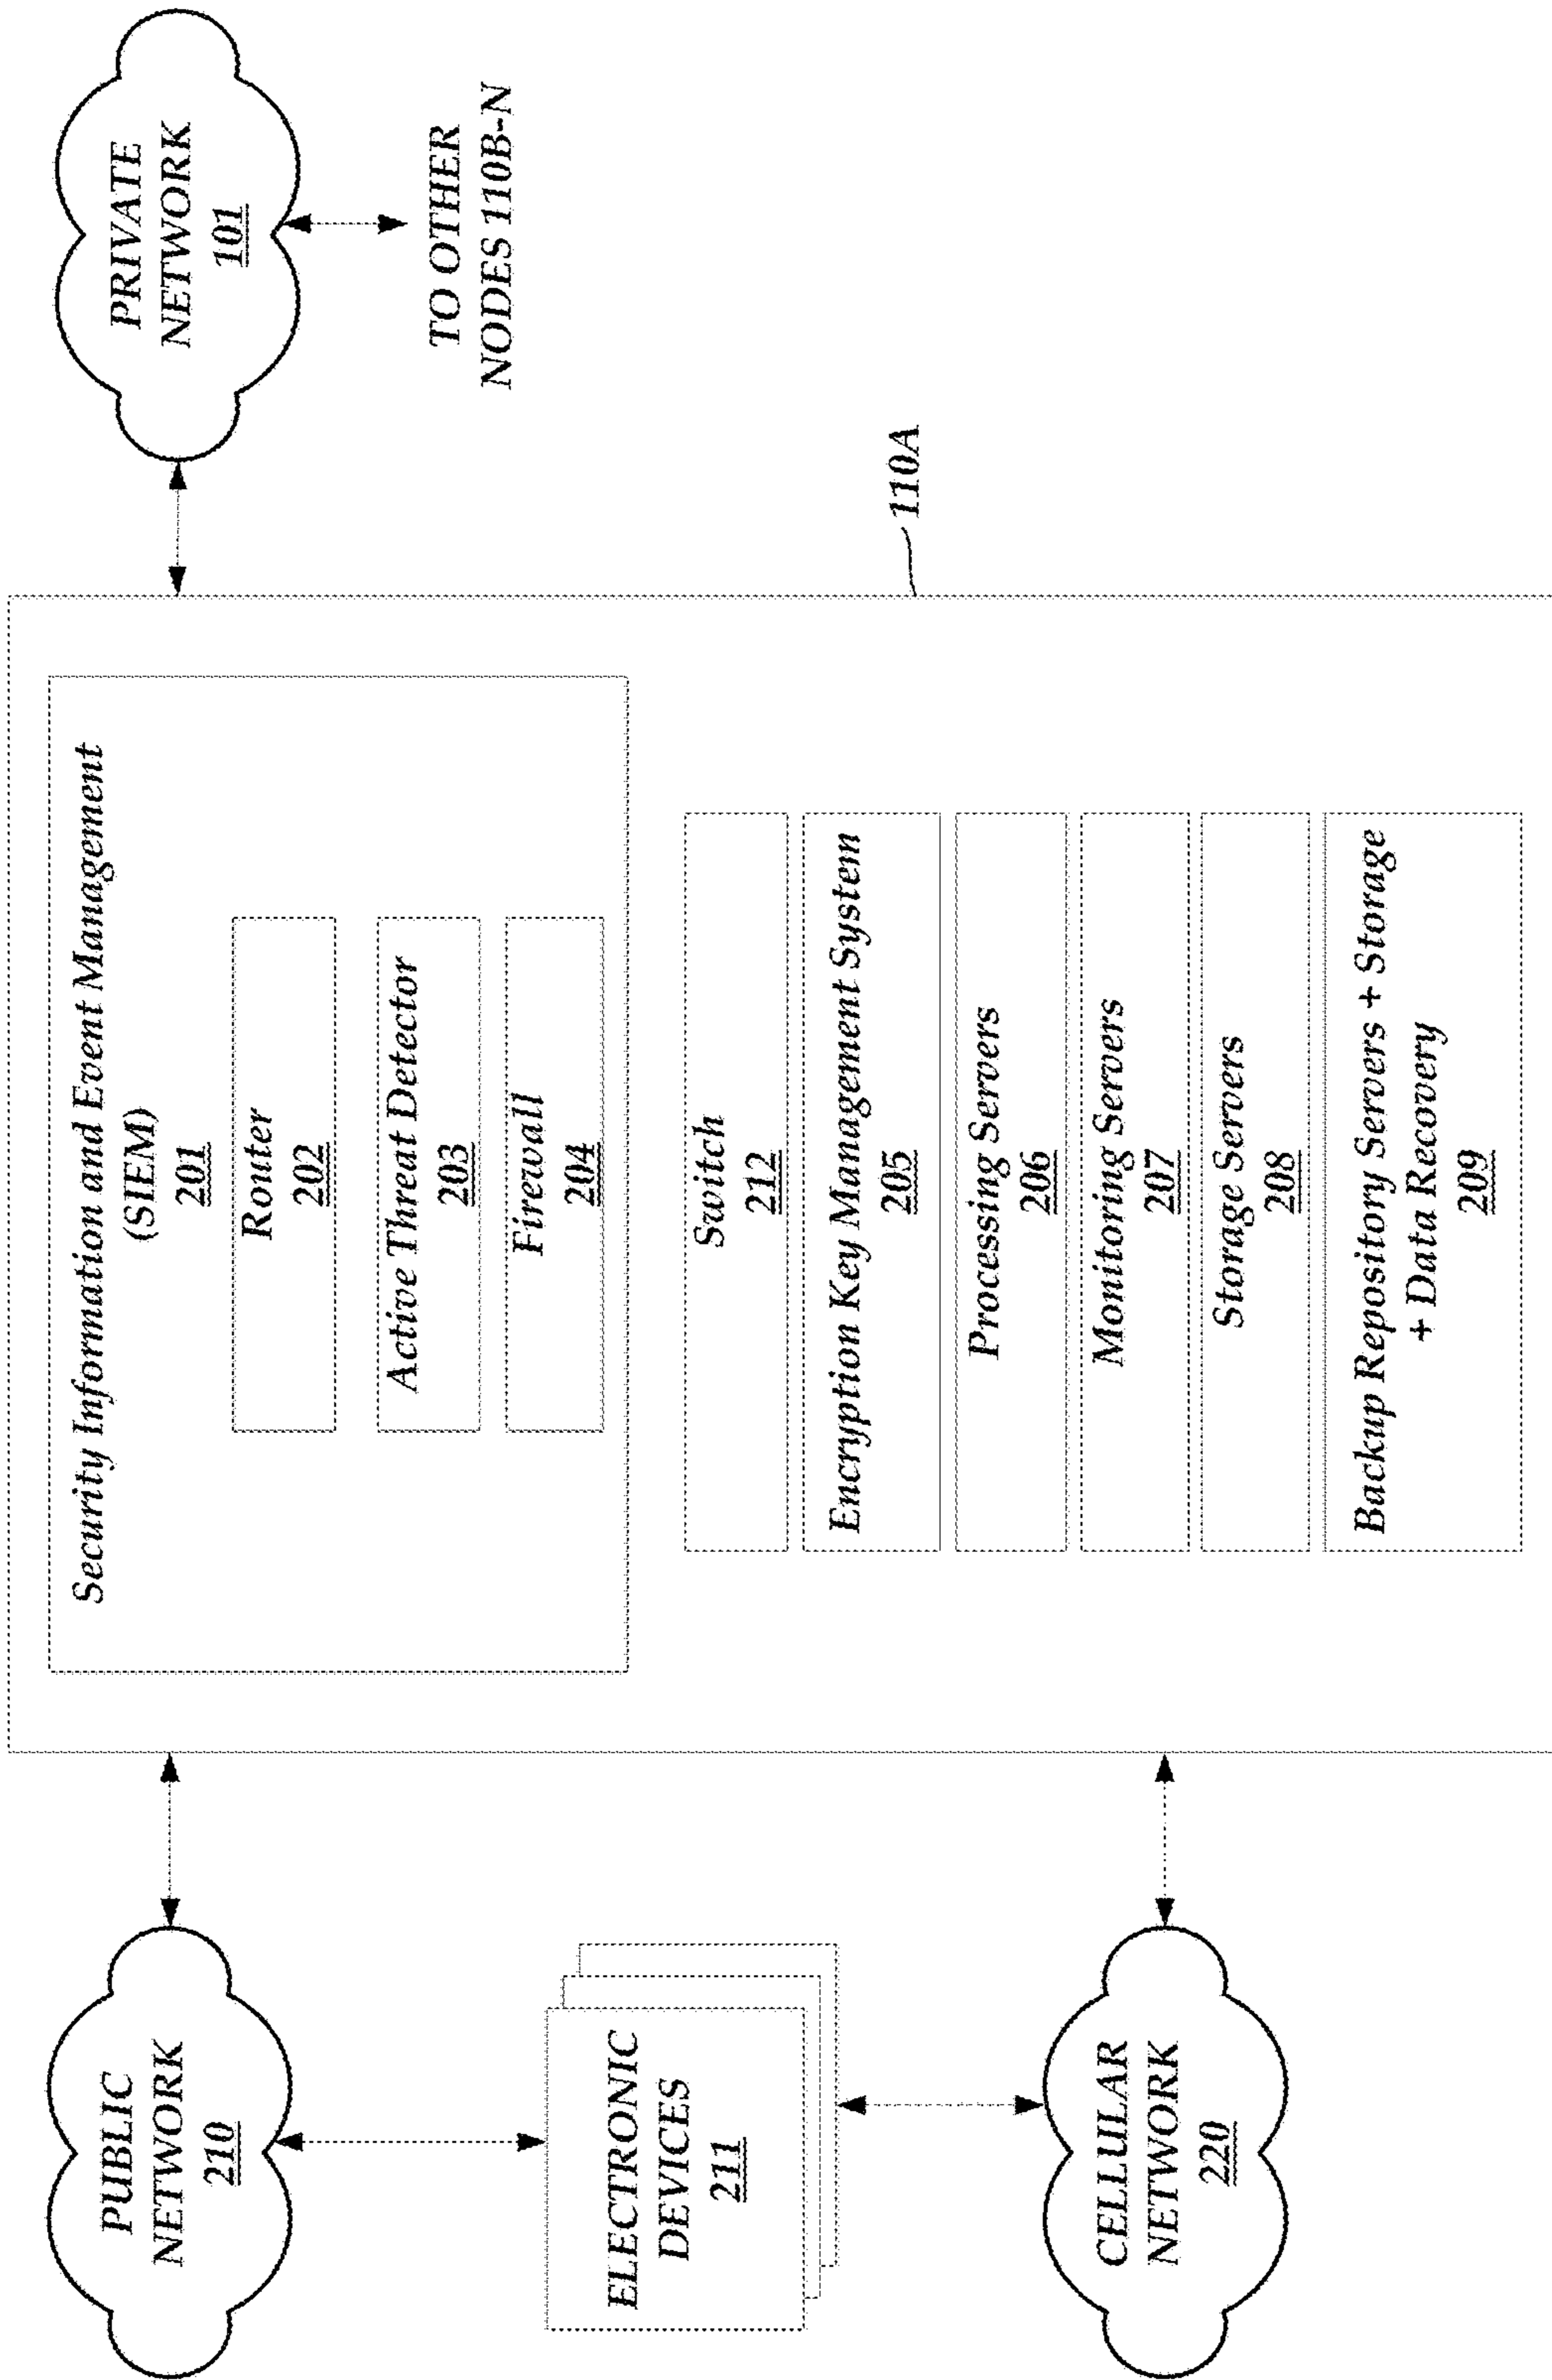 PUBLIC
NETWORK
210
ELECTRONIC
DEVICES
211
CELLULAR
NETWORK
220
Security Information and Event Management
(SIEM)
201
Router
202
Active Threat Detector
203
Firewall
204
Switch
212
Encryption Key Management System
205
Processing Servers
206
Monitoring Servers
207
Storage Servers
208
Backup Repository Servers + Storage
+ Data Recovery
209
110A
PRIVATE
NETWORK
101
TO OTHER
NODES 110B-N